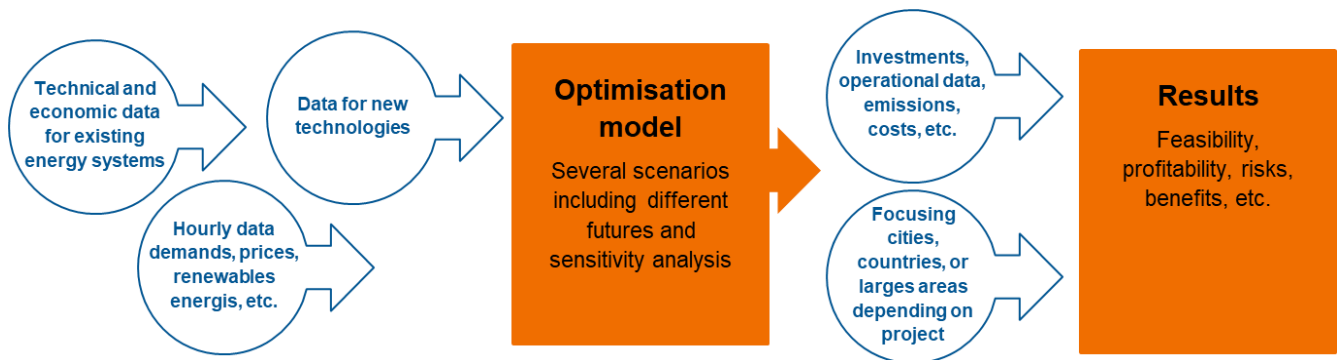 Technical and
economic data
for existing
energy systems
Data for new
technologies
Hourly data
demands, prices,
renewables
energis, etc.
Optimisation
model
Several scenarios
including different
futures and
sensitivity analysis
Investments,
operational data,
emissions,
costs, etc.
Focusing
cities,
countries, or
larges areas
depending on
project
Results
Feasibility,
profitability, risks,
benefits, etc.